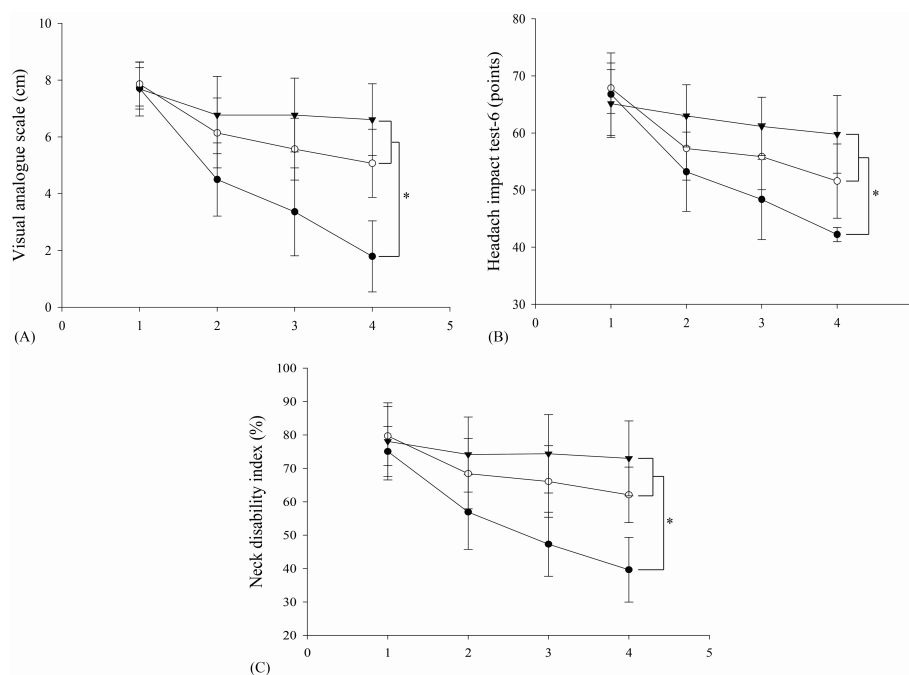 10
8
6
4
2
0
Visual analogue scale (cm)
*
0 1 2 3 4 5
(A)
80
70
60
50
40
30
Headach impact test-6 (points)
*
0 1 2 3 4
(B)
100
90
80
70
60
50
40
30
20
Neck disability index (%)
*
0 1 2 3 4 5
(C)